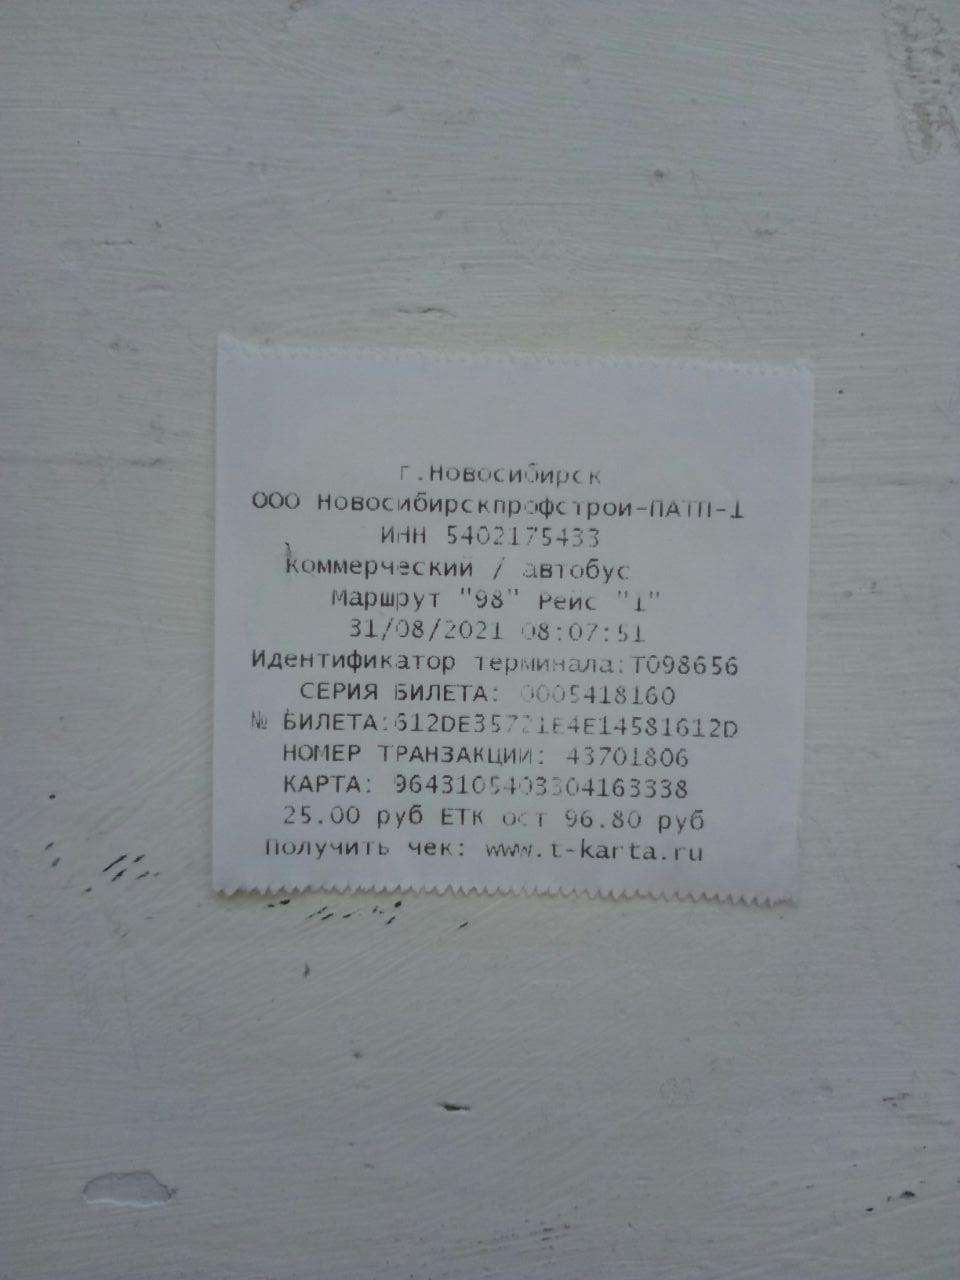 г.Новосибирск
ООО Новосибирскпрофстрой-ПАТП-1
ИНН 5402175433
Коммерческий / автобус
Маршрут "98" Рейс "1"
31/08/2021 08:07:51
Идентификатор терминала:T098656
СЕРИЯ БИЛЕТА: 0005418160
№ БИЛЕТА:612DE35721E4E14581612D
НОМЕР ТРАНЗАКЦИИ: 43701806
КАРТА: 9643105403304163338
25.00 руб ЕТК ост 96.80 руб
Получить чек: www.t-karta.ru